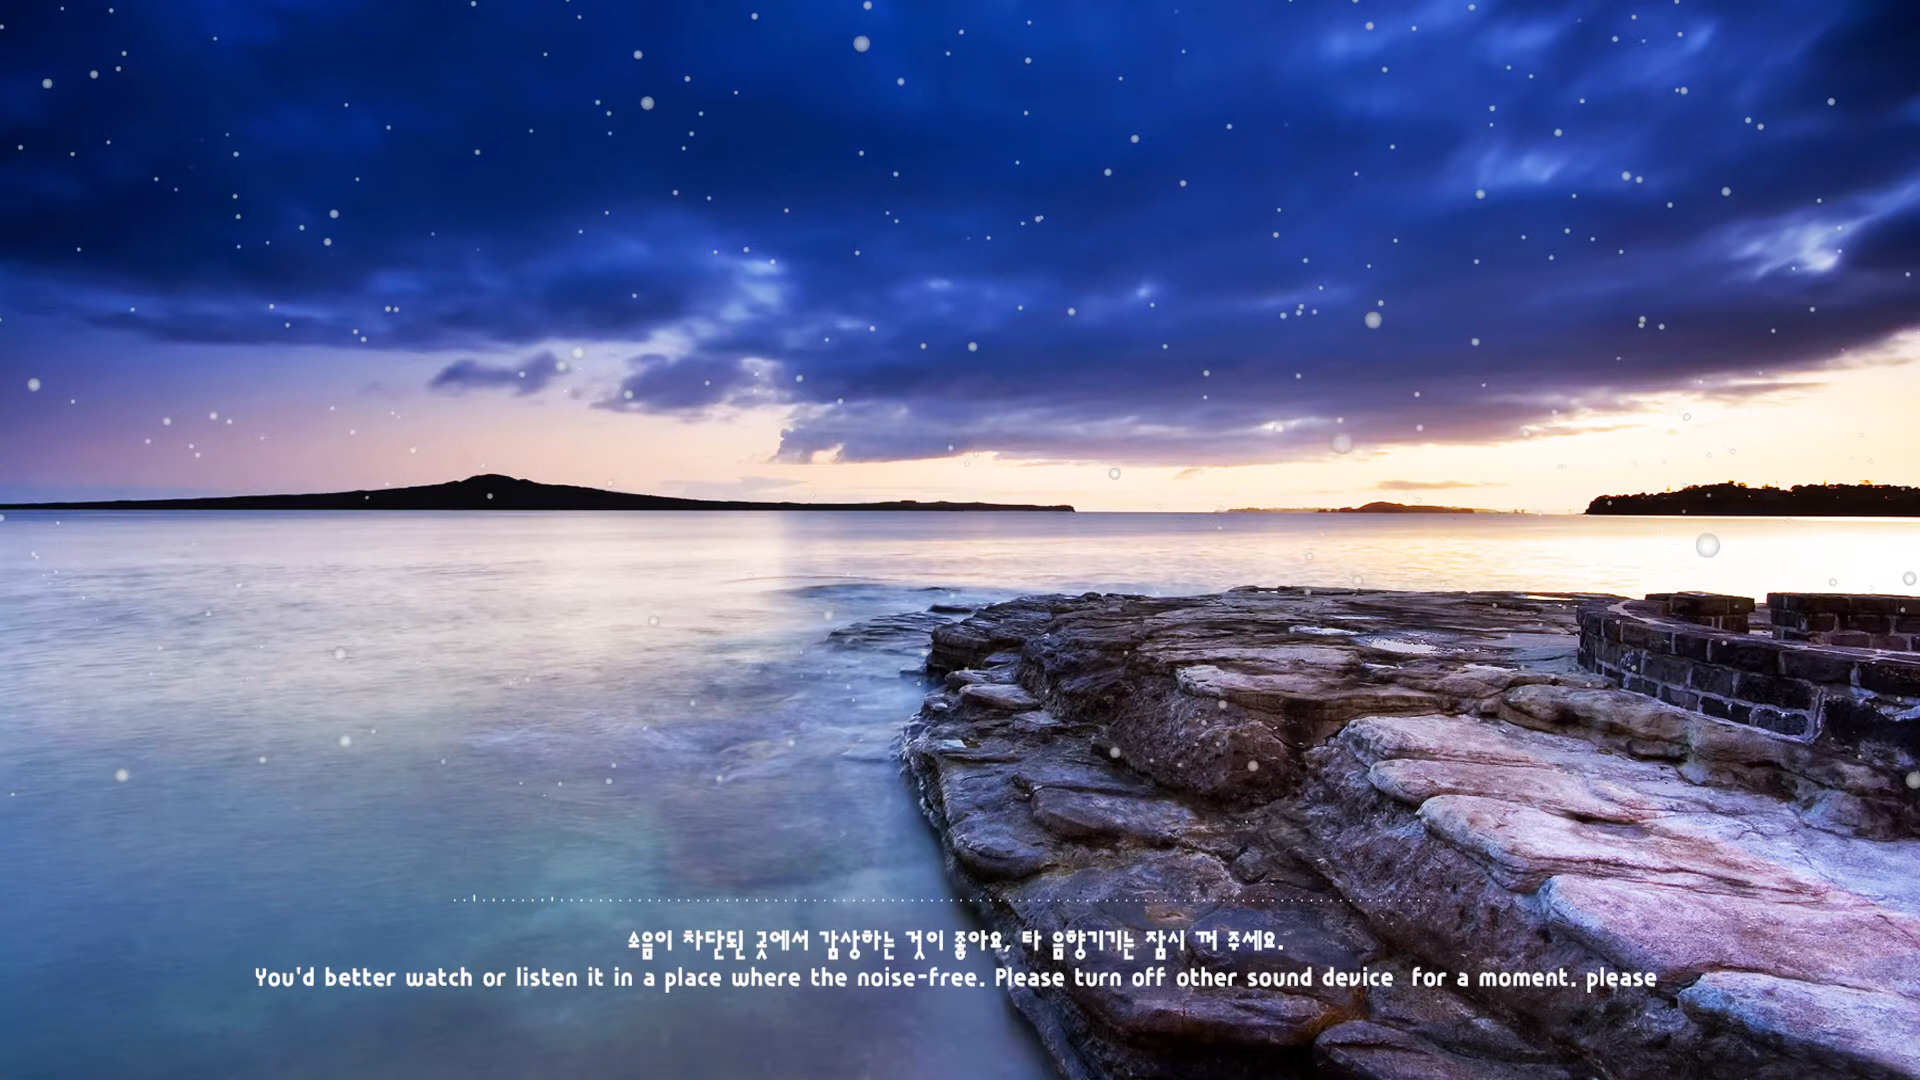 소음이 차단된 곳에서 감상하는 것이 좋아요, 타 음향기기는 잠시 꺼 주세요.
You'd better watch or listen it in a place where the noise-free. Please turn off other sound device  for a moment. please